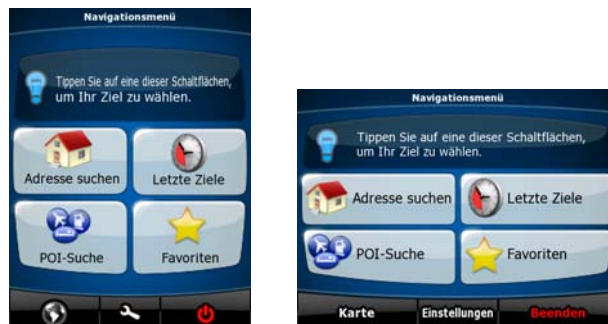 Navigationsmenü
Tippen Sie auf eine dieser Schaltflächen,
um Ihr Ziel zu wählen.
Adresse suchen
Letzte Ziele
POI-Suche
Favoriten
Navigationsmenü
Tippen Sie auf eine dieser Schaltflächen,
um Ihr Ziel zu wählen.
Adresse suchen
Letzte Ziele
POI-Suche
Favoriten
Karte
Einstellungen
Beenden